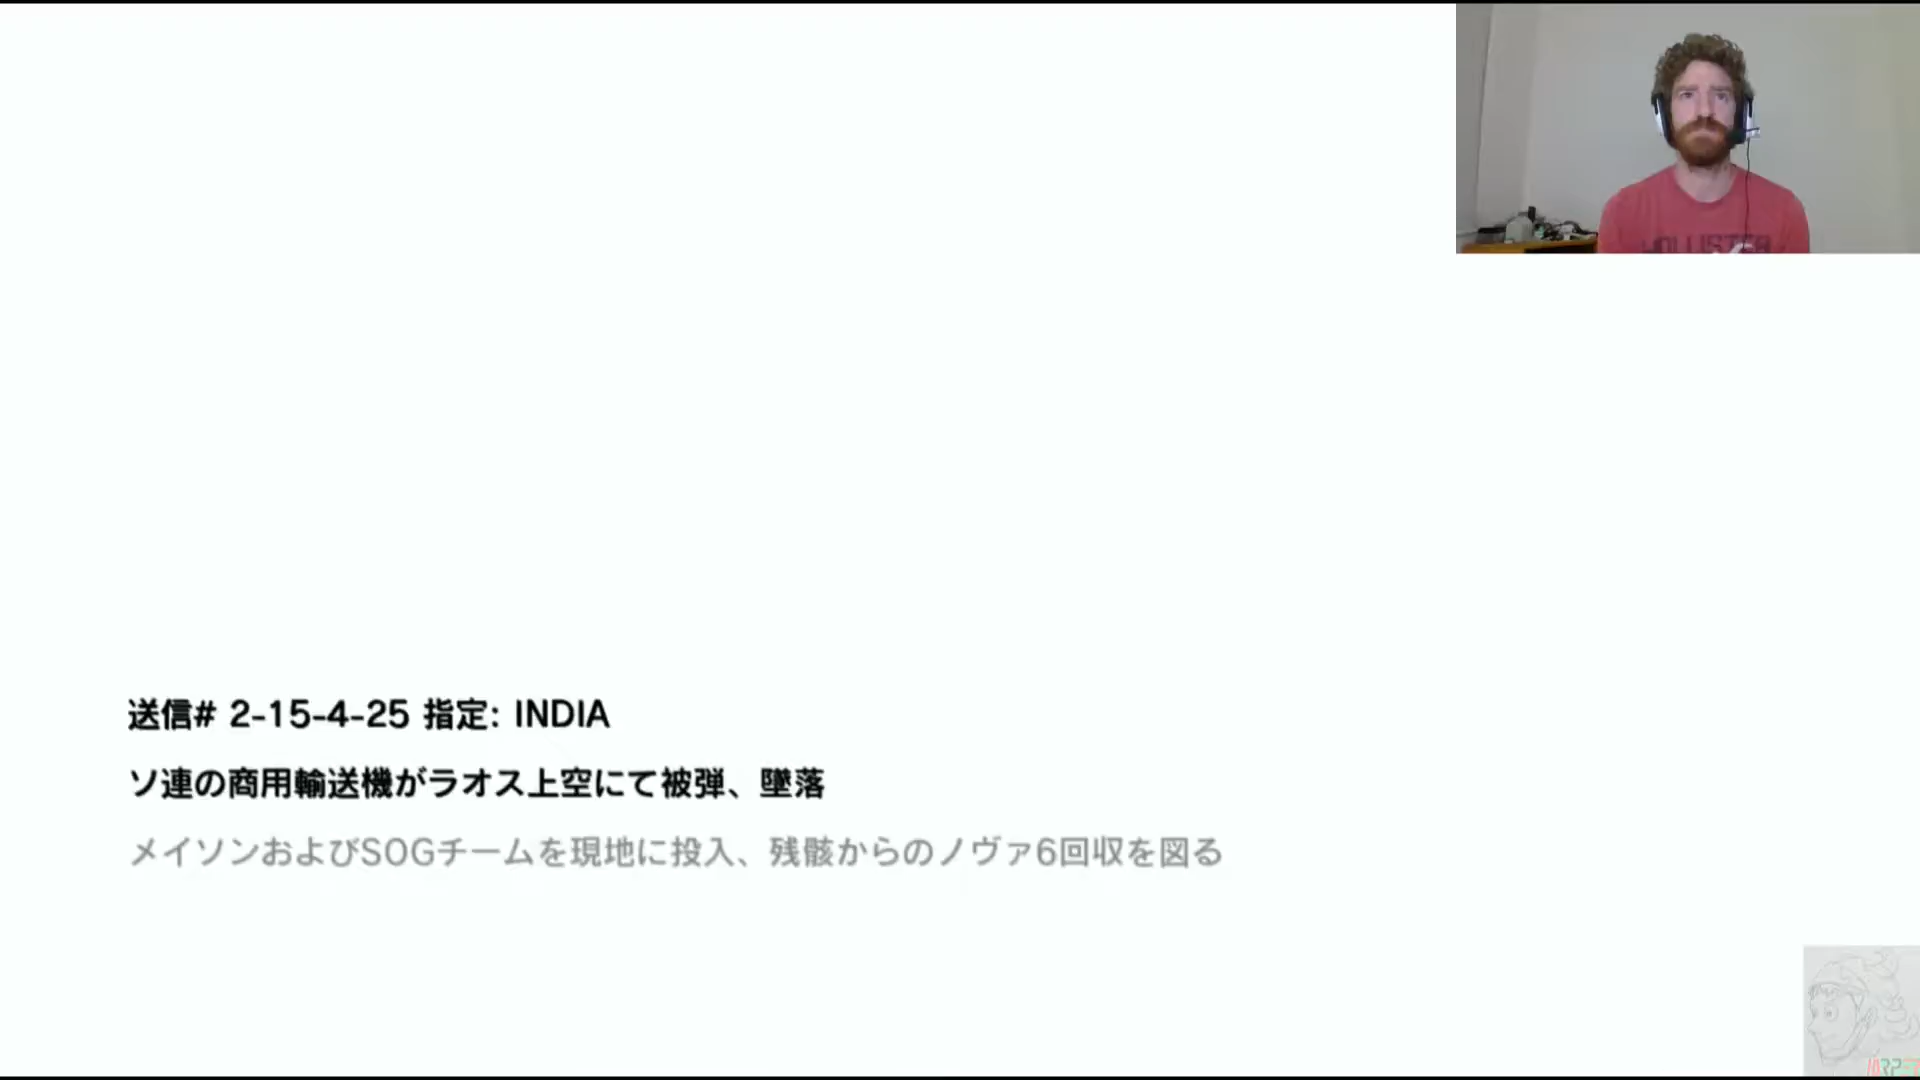 HOLLISTER
送信# 2-15-4-25 指定: INDIA
ソ連の商用輸送機がラオス上空にて被弾、墜落
メイソンおよびSOGチームを現地に投入、残骸からのノヴァ6回収を図る